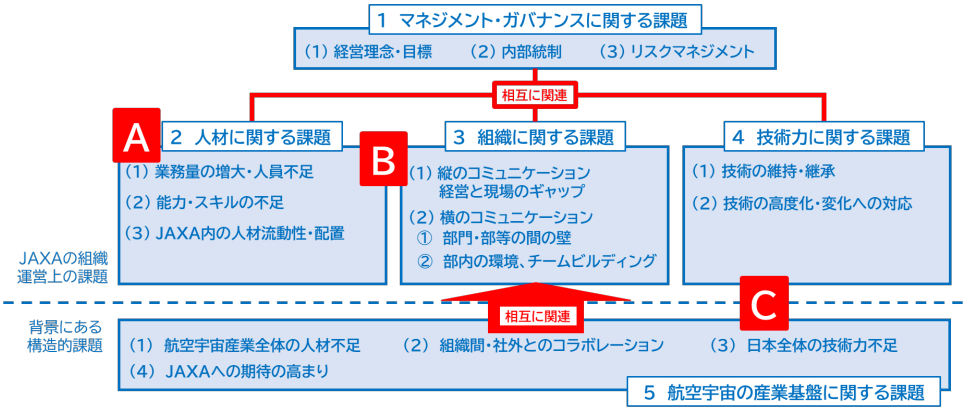 1 マネジメント・ガバナンスに関する課題
(1) 経営理念・目標 (2) 内部統制 (3) リスクマネジメント
相互に関連
A
2 人材に関する課題
(1) 業務量の増大・人員不足
(2) 能力・スキルの不足
(3) JAXA内の人材流動性・配置
B
3 組織に関する課題
(1) 縦のコミュニケーション
経営と現場のギャップ
(2) 横のコミュニケーション
① 部門・部等の間の壁
② 部内の環境、チームビルディング
4 技術力に関する課題
(1) 技術の維持・継承
(2) 技術の高度化・変化への対応
JAXAの組織
運営上の課題
背景にある
構造的課題
相互に関連
C
(1) 航空宇宙産業全体の人材不足 (2) 組織間・社外とのコラボレーション (3) 日本全体の技術力不足
(4) JAXAへの期待の高まり
5 航空宇宙の産業基盤に関する課題